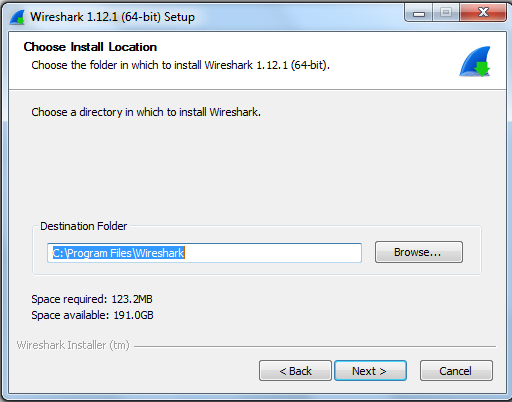 Wireshark 1.12.1 (64-bit) Setup
Choose Install Location
Choose the folder in which to install Wireshark 1.12.1 (64-bit).
Choose a directory in which to install Wireshark.
Destination Folder
C:\Program Files\Wireshark
Browse...
Space required: 123.2MB
Space available: 191.0GB
Wireshark Installer (tm)
< Back
Next >
Cancel